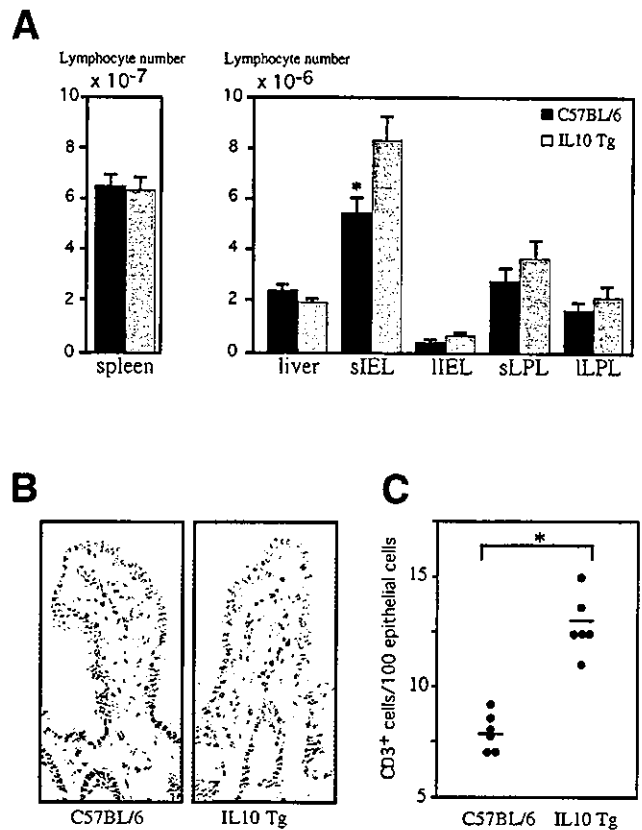 A
Lymphocyte number
x 10-7
10
8
6
4
2
0
spleen
Lymphocyte number
x 10-6
10
8
6
4
2
0
C57BL/6
IL10 Tg
*
liver
sIEL
lIEL
sLPL
lLPL
B
C57BL/6
IL10 Tg
C
CD3+ cells/100 epithelial cells
15
10
5
*
C57BL/6
IL10 Tg